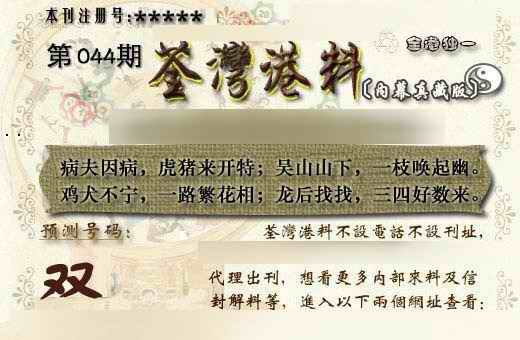 本刊注册号:*****
第044期
荃灣港料
(内幕真藏版)
全港独一
病夫因病，虎猪来开特；吴山山下，一枝唤起幽。
鸡犬不宁，一路繁花相；龙后找找，三四好数来。
预测号码：
荃灣港料不設電話不設刊址，
双
代理出刊，想看更多内部來料及信
封解料等，進入以下兩個網址查看：